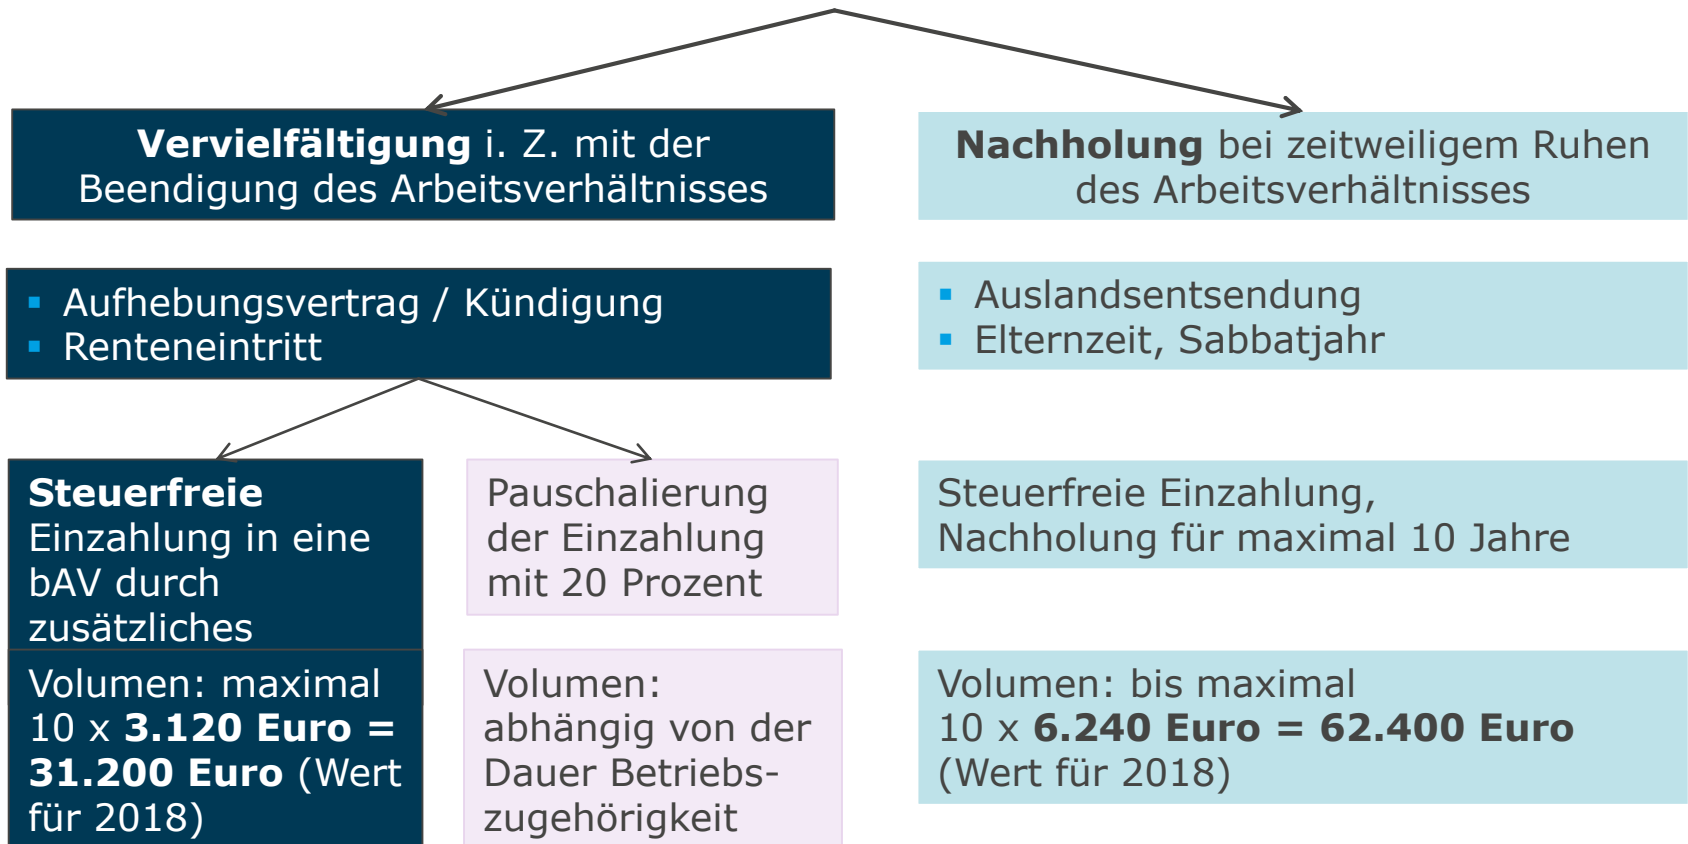 Vervielfältigung i. Z. mit der
Beendigung des Arbeitsverhältnisses
Nachholung bei zeitweiligem Ruhen
des Arbeitsverhältnisses
▪ Aufhebungsvertrag / Kündigung
▪ Renteneintritt
▪ Auslandsentsendung
▪ Elternzeit, Sabbatjahr
Steuerfreie
Einzahlung in eine
bAV durch
zusätzliches
Pauschalierung
der Einzahlung
mit 20 Prozent
Steuerfreie Einzahlung,
Nachholung für maximal 10 Jahre
Volumen: maximal
10 x 3.120 Euro =
31.200 Euro (Wert
für 2018)
Volumen:
abhängig von der
Dauer Betriebs-
zugehörigkeit
Volumen: bis maximal
10 x 6.240 Euro = 62.400 Euro
(Wert für 2018)